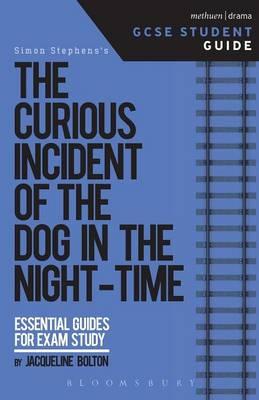 methuen | drama
GCSE STUDENT
GUIDE
Simon Stephens's
THE
CURIOUS
INCIDENT
OF THE
DOG IN THE
NIGHT-TIME
ESSENTIAL GUIDES
FOR EXAM STUDY
BY JACQUELINE BOLTON
BLOOMSBURY